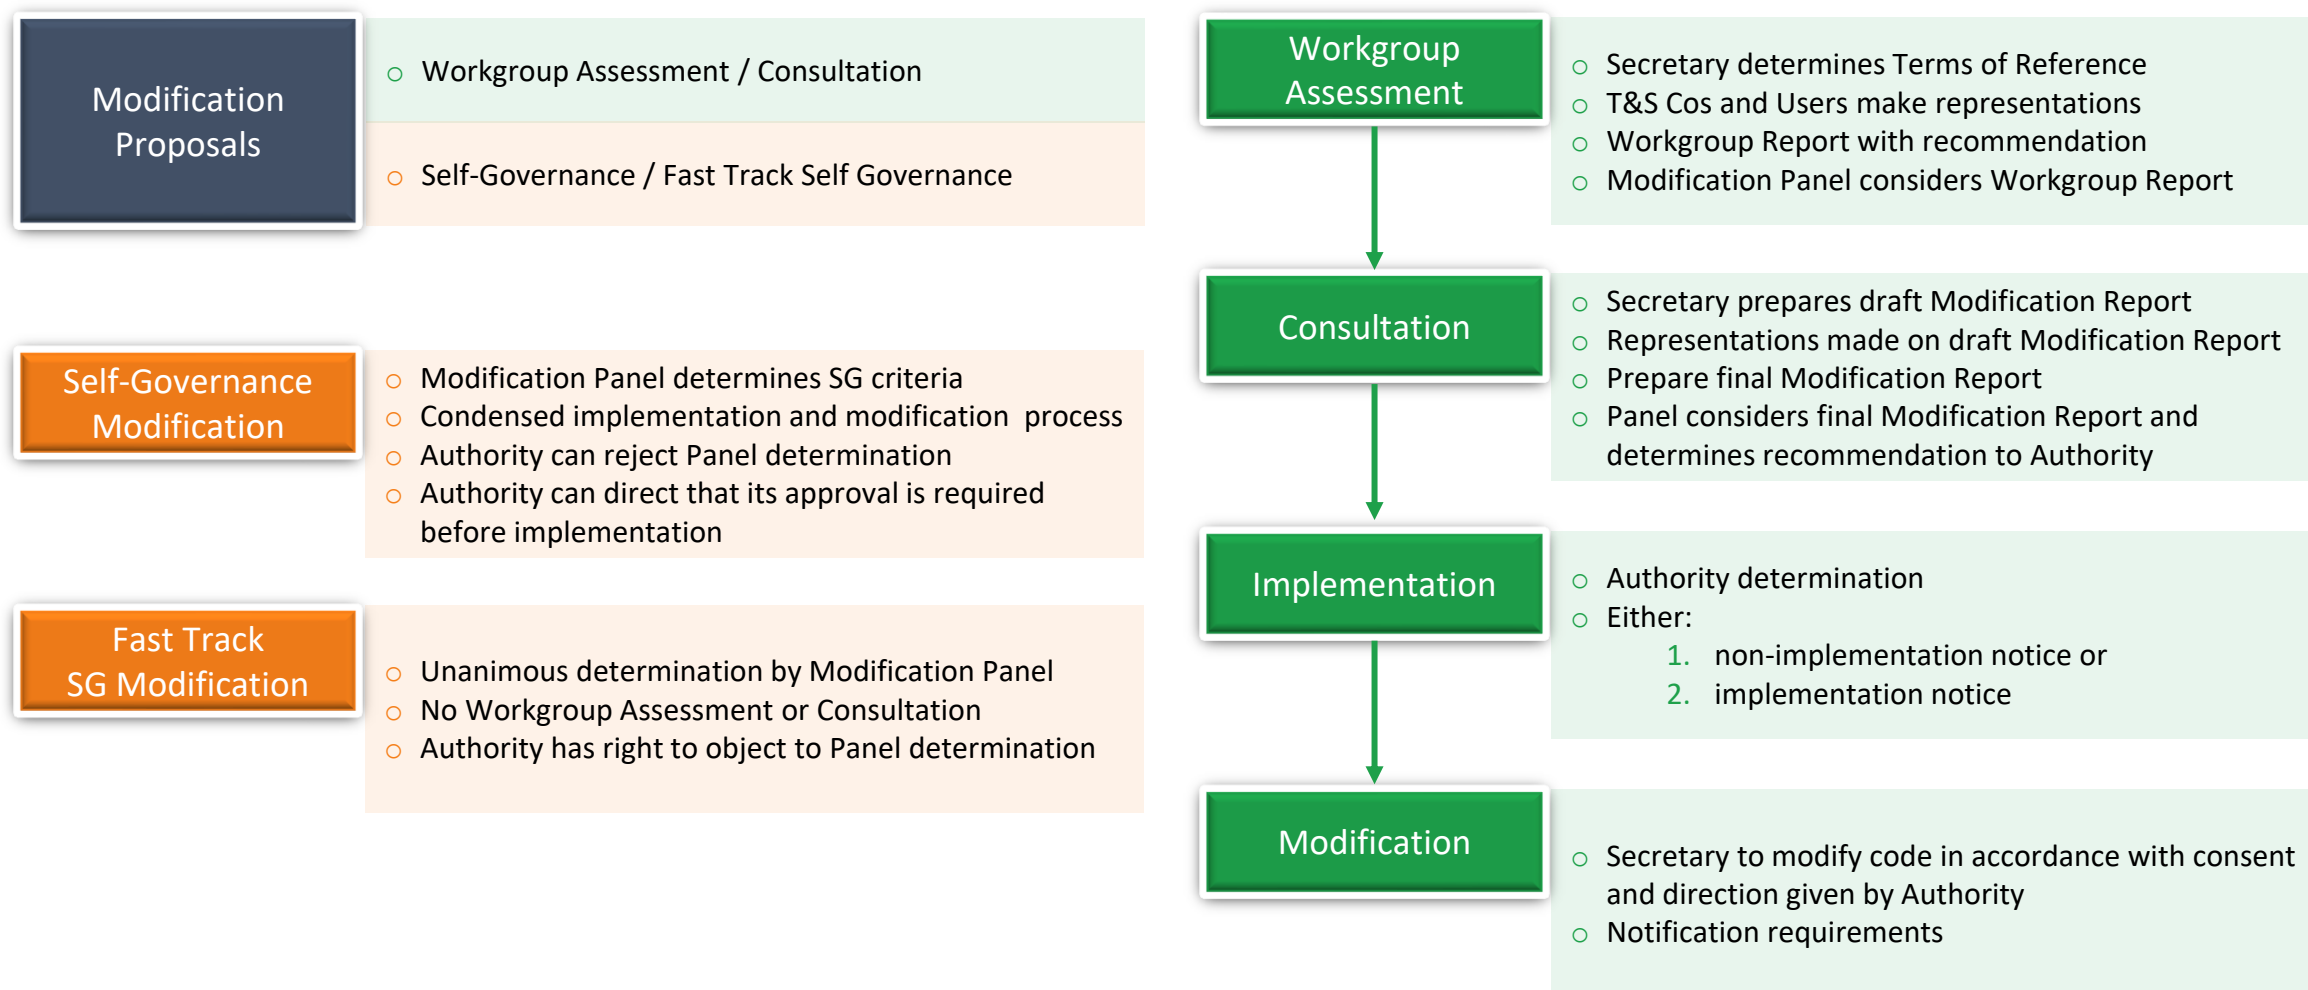 Modification
Proposals
Workgroup Assessment / Consultation
Self-Governance / Fast Track Self Governance
Self-Governance
Modification
Modification Panel determines SG criteria
Condensed implementation and modification process
Authority can reject Panel determination
Authority can direct that its approval is required
before implementation
Fast Track
SG Modification
Unanimous determination by Modification Panel
No Workgroup Assessment or Consultation
Authority has right to object to Panel determination
Workgroup
Assessment
Secretary determines Terms of Reference
T&S Cos and Users make representations
Workgroup Report with recommendation
Modification Panel considers Workgroup Report
Consultation
Secretary prepares draft Modification Report
Representations made on draft Modification Report
Prepare final Modification Report
Panel considers final Modification Report and
determines recommendation to Authority
Implementation
Authority determination
Either:
1. non-implementation notice or
2. implementation notice
Modification
Secretary to modify code in accordance with consent
and direction given by Authority
Notification requirements